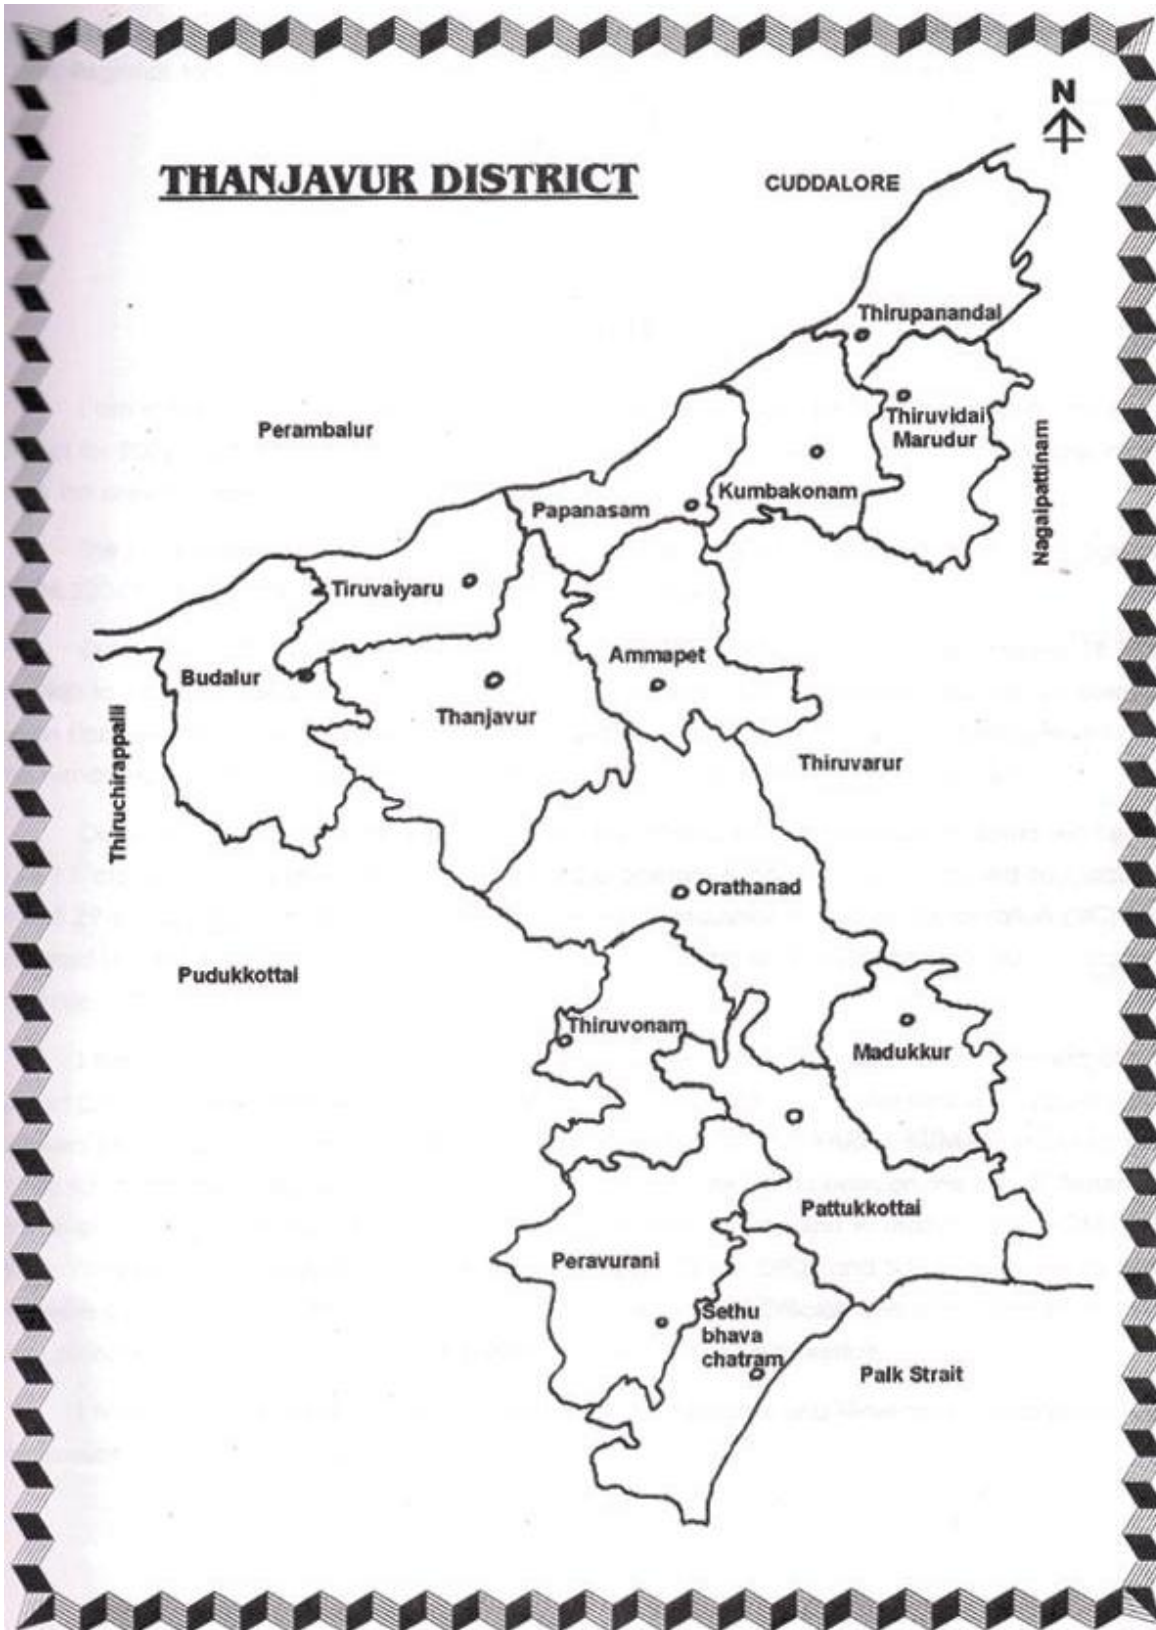 N
THANJAVUR DISTRICT
CUDDALORE
Thirupanandal
Perambalur
Thiruvidai
Marudur
Nagaipattinam
Kumbakonam
Papanasam
Tiruvaiyaru
Ammapet
Budalur
Thanjavur
Thiruvarur
Thiruchirappalli
Orathanad
Pudukkottai
Thiruvonam
Madukkur
Pattukkottai
Peravurani
Sethu
bhava
chatram
Palk Strait